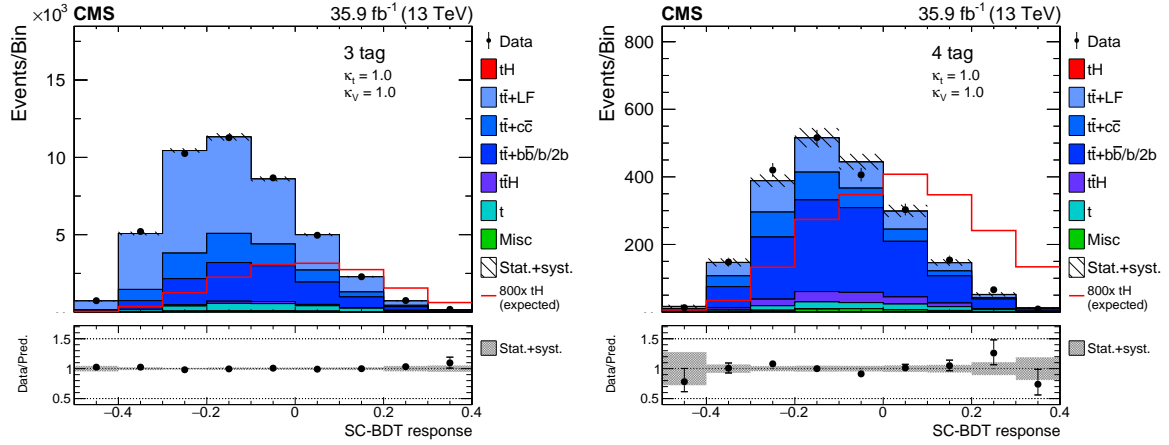 CMS 35.9 fb⁻¹ (13 TeV)
×10³
Events/Bin
15
10
5
3 tag
κt = 1.0
κV = 1.0
Data
tH
tt̄+LF
tt̄+cc̄
tt̄+bb̄/b/2b
tt̄H
t
Misc
Stat.+syst.
800x tH
(expected)
Data/Pred.
1.5
1
0.5
Stat.+syst.
−0.4 −0.2 0 0.2 0.4
SC-BDT response
CMS 35.9 fb⁻¹ (13 TeV)
Events/Bin
800
600
400
200
4 tag
κt = 1.0
κV = 1.0
Data
tH
tt̄+LF
tt̄+cc̄
tt̄+bb̄/b/2b
tt̄H
t
Misc
Stat.+syst.
800x tH
(expected)
Data/Pred.
1.5
1
0.5
Stat.+syst.
−0.4 −0.2 0 0.2 0.4
SC-BDT response